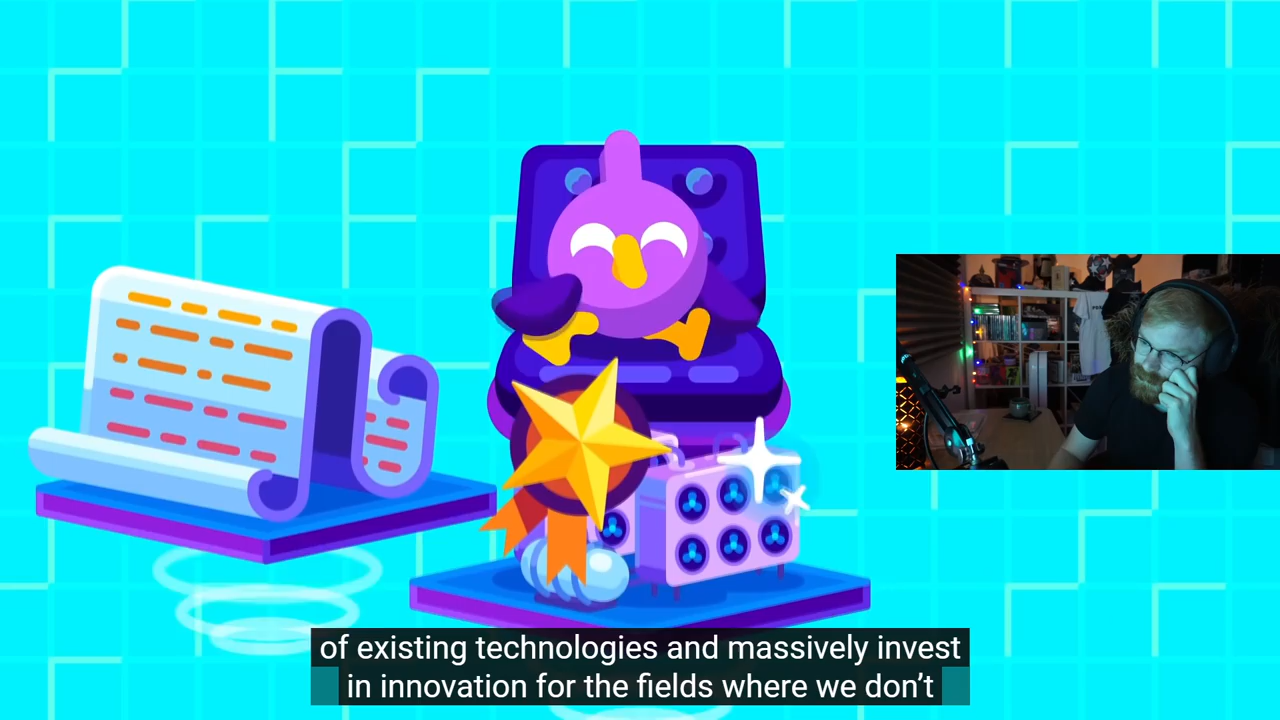 of existing technologies and massively invest
in innovation for the fields where we don't